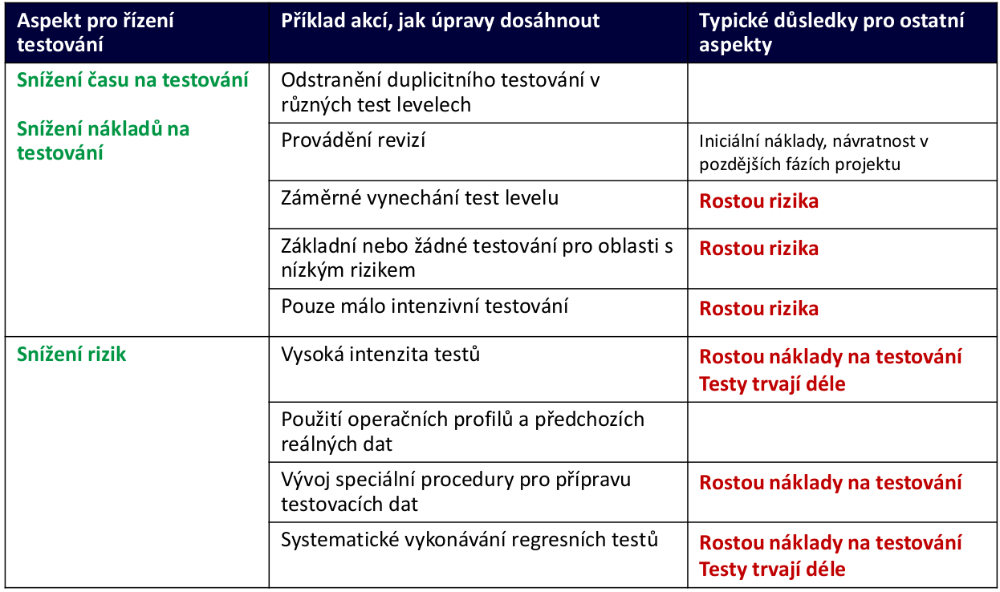 Aspekt pro řízení
testování
Příklad akcí, jak úpravy dosáhnout
Typické důsledky pro ostatní
aspekty
Snížení času na testování
Snížení nákladů na
testování
Odstranění duplicitního testování v
různých test levelech
Provádění revizí
Iniciální náklady, návratnost v
pozdějších fázích projektu
Záměrné vynechání test levelu
Rostou rizika
Základní nebo žádné testování pro oblasti s
nízkým rizikem
Rostou rizika
Pouze málo intenzivní testování
Rostou rizika
Snížení rizik
Vysoká intenzita testů
Rostou náklady na testování
Testy trvají déle
Použití operačních profilů a předchozích
reálných dat
Vývoj speciální procedury pro přípravu
testovacích dat
Rostou náklady na testování
Systematické vykonávání regresních testů
Rostou náklady na testování
Testy trvají déle